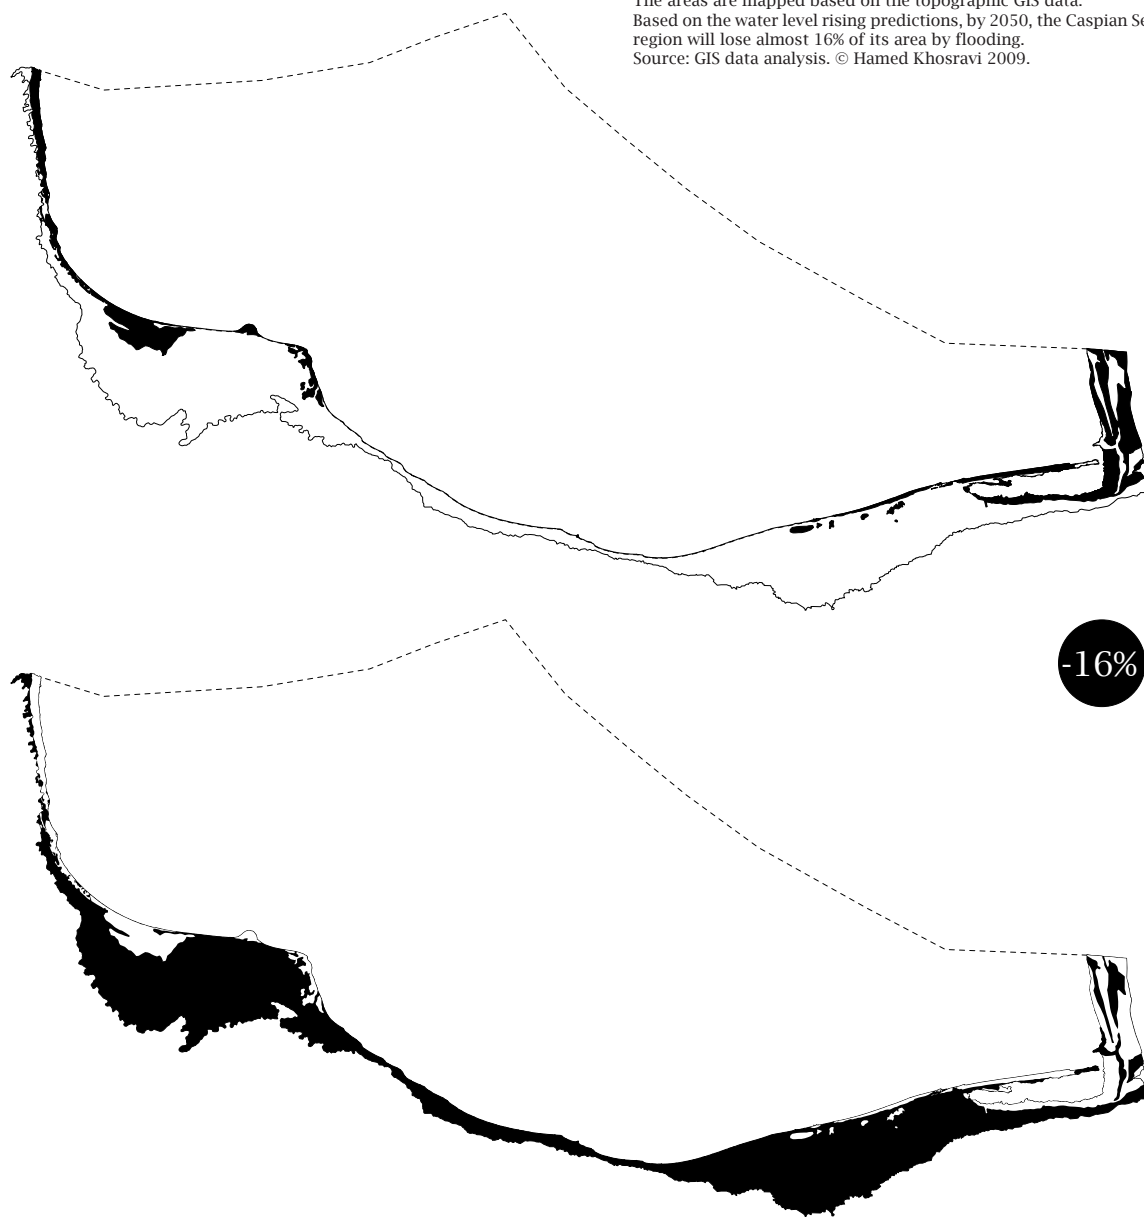 The areas are mapped based on the topographic GIS data.
Based on the water level rising predictions, by 2050, the Caspian Se
region will lose almost 16% of its area by flooding.
Source: GIS data analysis. © Hamed Khosravi 2009.
-16%